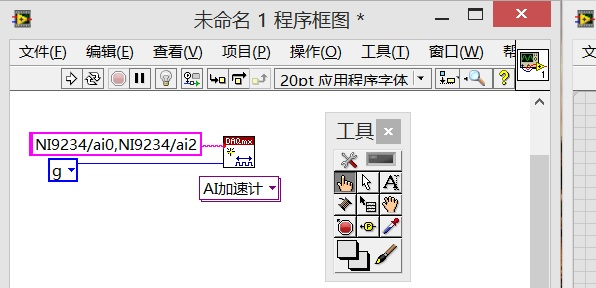 未命名 1 程序框图 *
文件(F) 编辑(E) 查看(V) 项目(P) 操作(O) 工具(T) 窗口(W) 帮
20pt 应用程序字体
1
NI9234/ai0,NI9234/ai2
DAQmx
g
AI加速计
工具
A
P